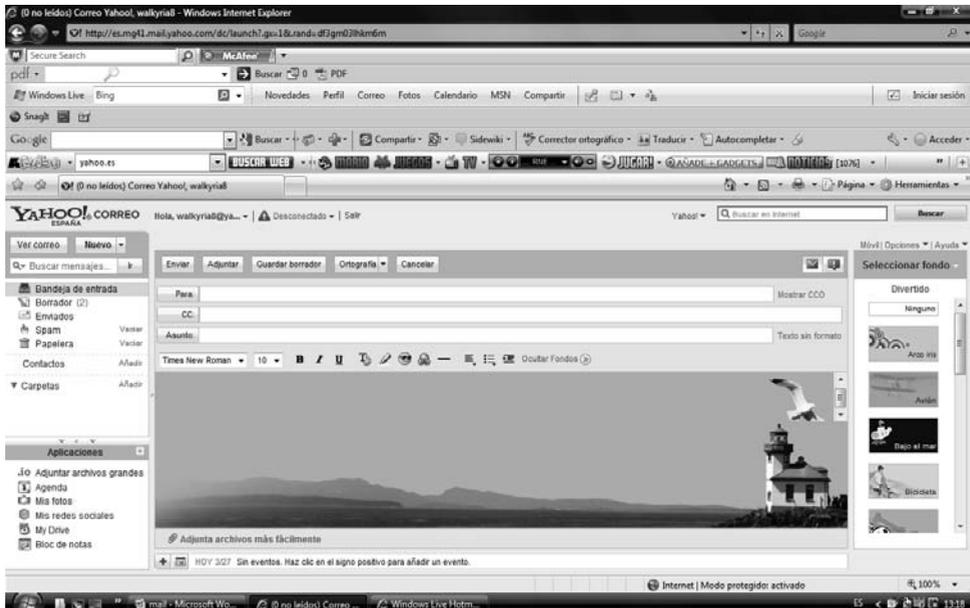 (0 no leídos) Correo Yahoo!, walkyria8 - Windows Internet Explorer
http://es.mg41.mail.yahoo.com/dc/launch?.gx=1&.rand=df3gm03lhkm6m
Google
Secure Search McAfee
pdf Buscar 0 PDF
Windows Live Bing Novedades Perfil Correo Fotos Calendario MSN Compartir Iniciar sesión
SnagIt
Google Buscar Compartir Sidewiki Corrector ortográfico Traducir Autocompletar Acceder
yahoo.es BUSCAR WEB JUEGOS TV JUGAR! AÑADE + GADGETS NOTICIAS [1076]
(0 no leídos) Correo Yahoo!, walkyria8 Página Herramientas
YAHOO! CORREO
ESPAÑA
Hola, walkyria8@ya... Desconectado Salir Yahoo! Buscar en Internet Buscar
Ver correo Nuevo Móvil | Opciones | Ayuda
Buscar mensajes... Ir
Enviar Adjuntar Guardar borrador Ortografía Cancelar
Seleccionar fondo
Bandeja de entrada
Borrador (2)
Enviados
Spam Vaciar
Papelera Vaciar
Contactos Añadir
Carpetas Añadir
Para Mostrar CCO
CC
Asunto Texto sin formato
Times New Roman 10 B I U Ocultar Fondos
Divertido
Ninguno
Arco iris
Avión
Bajo el mar
Bicicleta
Aplicaciones
.io Adjuntar archivos grandes
Agenda
Mis fotos
Mis redes sociales
My Drive
Bloc de notas
Adjunta archivos más fácilmente
HOY 3/27 Sin eventos. Haz clic en el signo positivo para añadir un evento.
Internet | Modo protegido: activado 100%
mail - Microsoft Wo... (0 no leídos) Correo ... Windows Live Hotm... ES 13:18